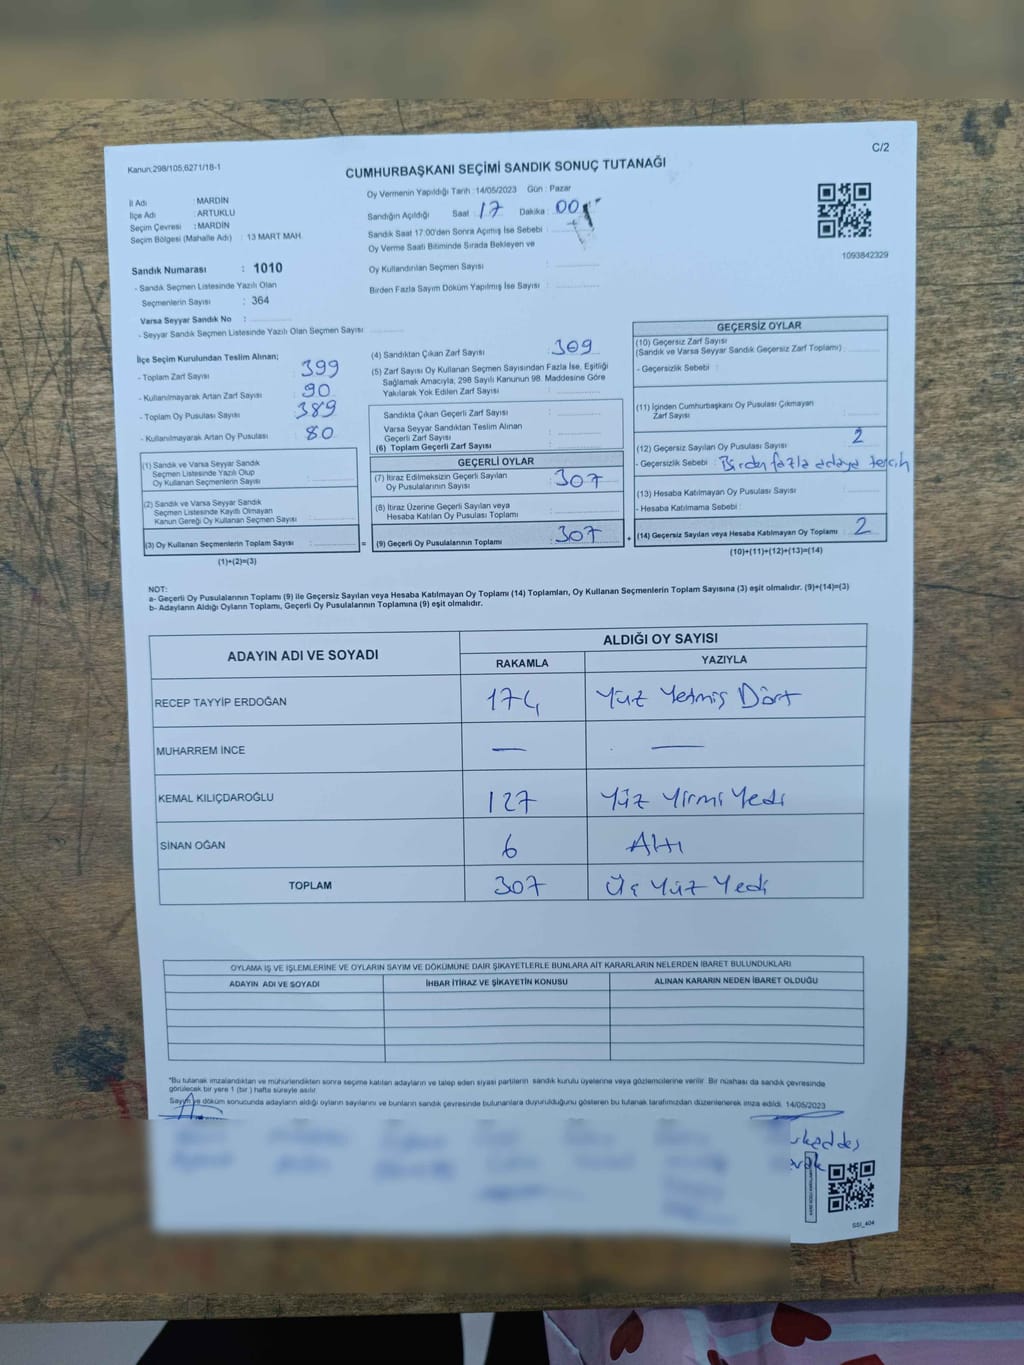 Kanun;298/105,6271/18-1
C/2
CUMHURBAŞKANI SEÇİMİ SANDIK SONUÇ TUTANAĞI
İl Adı : MARDİN
İlçe Adı : ARTUKLU
Seçim Çevresi : MARDİN
Seçim Bölgesi (Mahalle Adı) : 13 MART MAH.
Sandık Numarası : 1010
- Sandık Seçmen Listesinde Yazılı Olan
Seçmenlerin Sayısı : 364
Varsa Seyyar Sandık No :
- Seyyar Sandık Seçmen Listesinde Yazılı Olan Seçmen Sayısı
Oy Vermenin Yapıldığı Tarih : 14/05/2023 Gün : Pazar
Sandığın Açıldığı Saat : 17 Dakika : 00
Sandık Saat 17:00'den Sonra Açımış İse Sebebi :
Oy Verme Saati Bitiminde Sırada Bekleyen ve
Oy Kullandırılan Seçmen Sayısı :
Birden Fazla Sayım Döküm Yapılmış İse Sayısı :
1093842329
İlçe Seçim Kurulundan Teslim Alınan;
- Toplam Zarf Sayısı : 399
- Kullanılmayarak Artan Zarf Sayısı : 90
- Toplam Oy Pusulası Sayısı : 389
- Kullanılmayarak Artan Oy Pusulası : 80
(1) Sandık ve Varsa Seyyar Sandık
Seçmen Listesinde Yazılı Olup
Oy Kullanan Seçmenlerin Sayısı :
(2) Sandık ve Varsa Seyyar Sandık
Seçmen Listesinde Kayıtlı Olmayan
Kanun Gereği Oy Kullanan Seçmen Sayısı :
(3) Oy Kullanan Seçmenlerin Toplam Sayısı : =
(1)+(2)=(3)
(4) Sandıktan Çıkan Zarf Sayısı : 309
(5) Zarf Sayısı Oy Kullanan Seçmen Sayısından Fazla İse, Eşitliği
Sağlamak Amacıyla, 298 Sayılı Kanunun 98. Maddesine Göre
Yakılarak Yok Edilen Zarf Sayısı :
Sandıkta Çıkan Geçerli Zarf Sayısı :
Varsa Seyyar Sandıktan Teslim Alınan
Geçerli Zarf Sayısı :
(6) Toplam Geçerli Zarf Sayısı :
GEÇERLİ OYLAR
(7) İtiraz Edilmeksizin Geçerli Sayılan
Oy Pusulalarının Sayısı : 307
(8) İtiraz Üzerine Geçerli Sayılan veya
Hesaba Katılan Oy Pusulası Toplamı :
(9) Geçerli Oy Pusulalarının Toplamı : 307 +
GEÇERSİZ OYLAR
(10) Geçersiz Zarf Sayısı
(Sandık ve Varsa Seyyar Sandık Geçersiz Zarf Toplamı)
- Geçersizlik Sebebi :
(11) İçinden Cumhurbaşkanı Oy Pusulası Çıkmayan
Zarf Sayısı :
(12) Geçersiz Sayılan Oy Pusulası Sayısı : 2
- Geçersizlik Sebebi : Birden fazla adaya tercih
(13) Hesaba Katılmayan Oy Pusulası Sayısı :
- Hesaba Katılmama Sebebi :
(14) Geçersiz Sayılan veya Hesaba Katılmayan Oy Toplamı : 2
(10)+(11)+(12)+(13)=(14)
NOT:
a- Geçerli Oy Pusulalarının Toplamı (9) ile Geçersiz Sayılan veya Hesaba Katılmayan Oy Toplamı (14) Toplamları, Oy Kullanan Seçmenlerin Toplam Sayısına (3) eşit olmalıdır. (9)+(14)=(3)
b- Adayların Aldığı Oyların Toplamı, Geçerli Oy Pusulalarının Toplamına (9) eşit olmalıdır.
ADAYIN ADI VE SOYADI
ALDIĞI OY SAYISI
RAKAMLA YAZIYLA
RECEP TAYYİP ERDOĞAN 174 Yüz Yetmiş Dört
MUHARREM İNCE — —
KEMAL KILIÇDAROĞLU 127 Yüz Yirmi Yedi
SİNAN OĞAN 6 Altı
TOPLAM 307 Üç Yüz Yedi
OYLAMA İŞ VE İŞLEMLERİNE VE OYLARIN SAYIM VE DÖKÜMÜNE DAİR ŞİKAYETLERLE BUNLARA AİT KARARLARIN NELERDEN İBARET BULUNDUKLARI
ADAYIN ADI VE SOYADI İHBAR İTİRAZ VE ŞİKAYETİN KONUSU ALINAN KARARIN NEDEN İBARET OLDUĞU
*Bu tutanak imzalandıktan ve mühürlendikten sonra seçime katılan adayların ve talep eden siyasi partilerin sandık kurulu üyelerine veya gözlemcilerine verilir. Bir nüshası da sandık çevresinde
görülecek bir yere 1 (bir) hafta süreyle asılır.
Sayım ve döküm sonucunda adayların aldığı oyların sayılarını ve bunların sandık çevresinde bulunanlara duyurulduğunu gösteren bu tutanak tarafımızdan düzenlenerek imza edildi. 14/05/2023
SSI_404